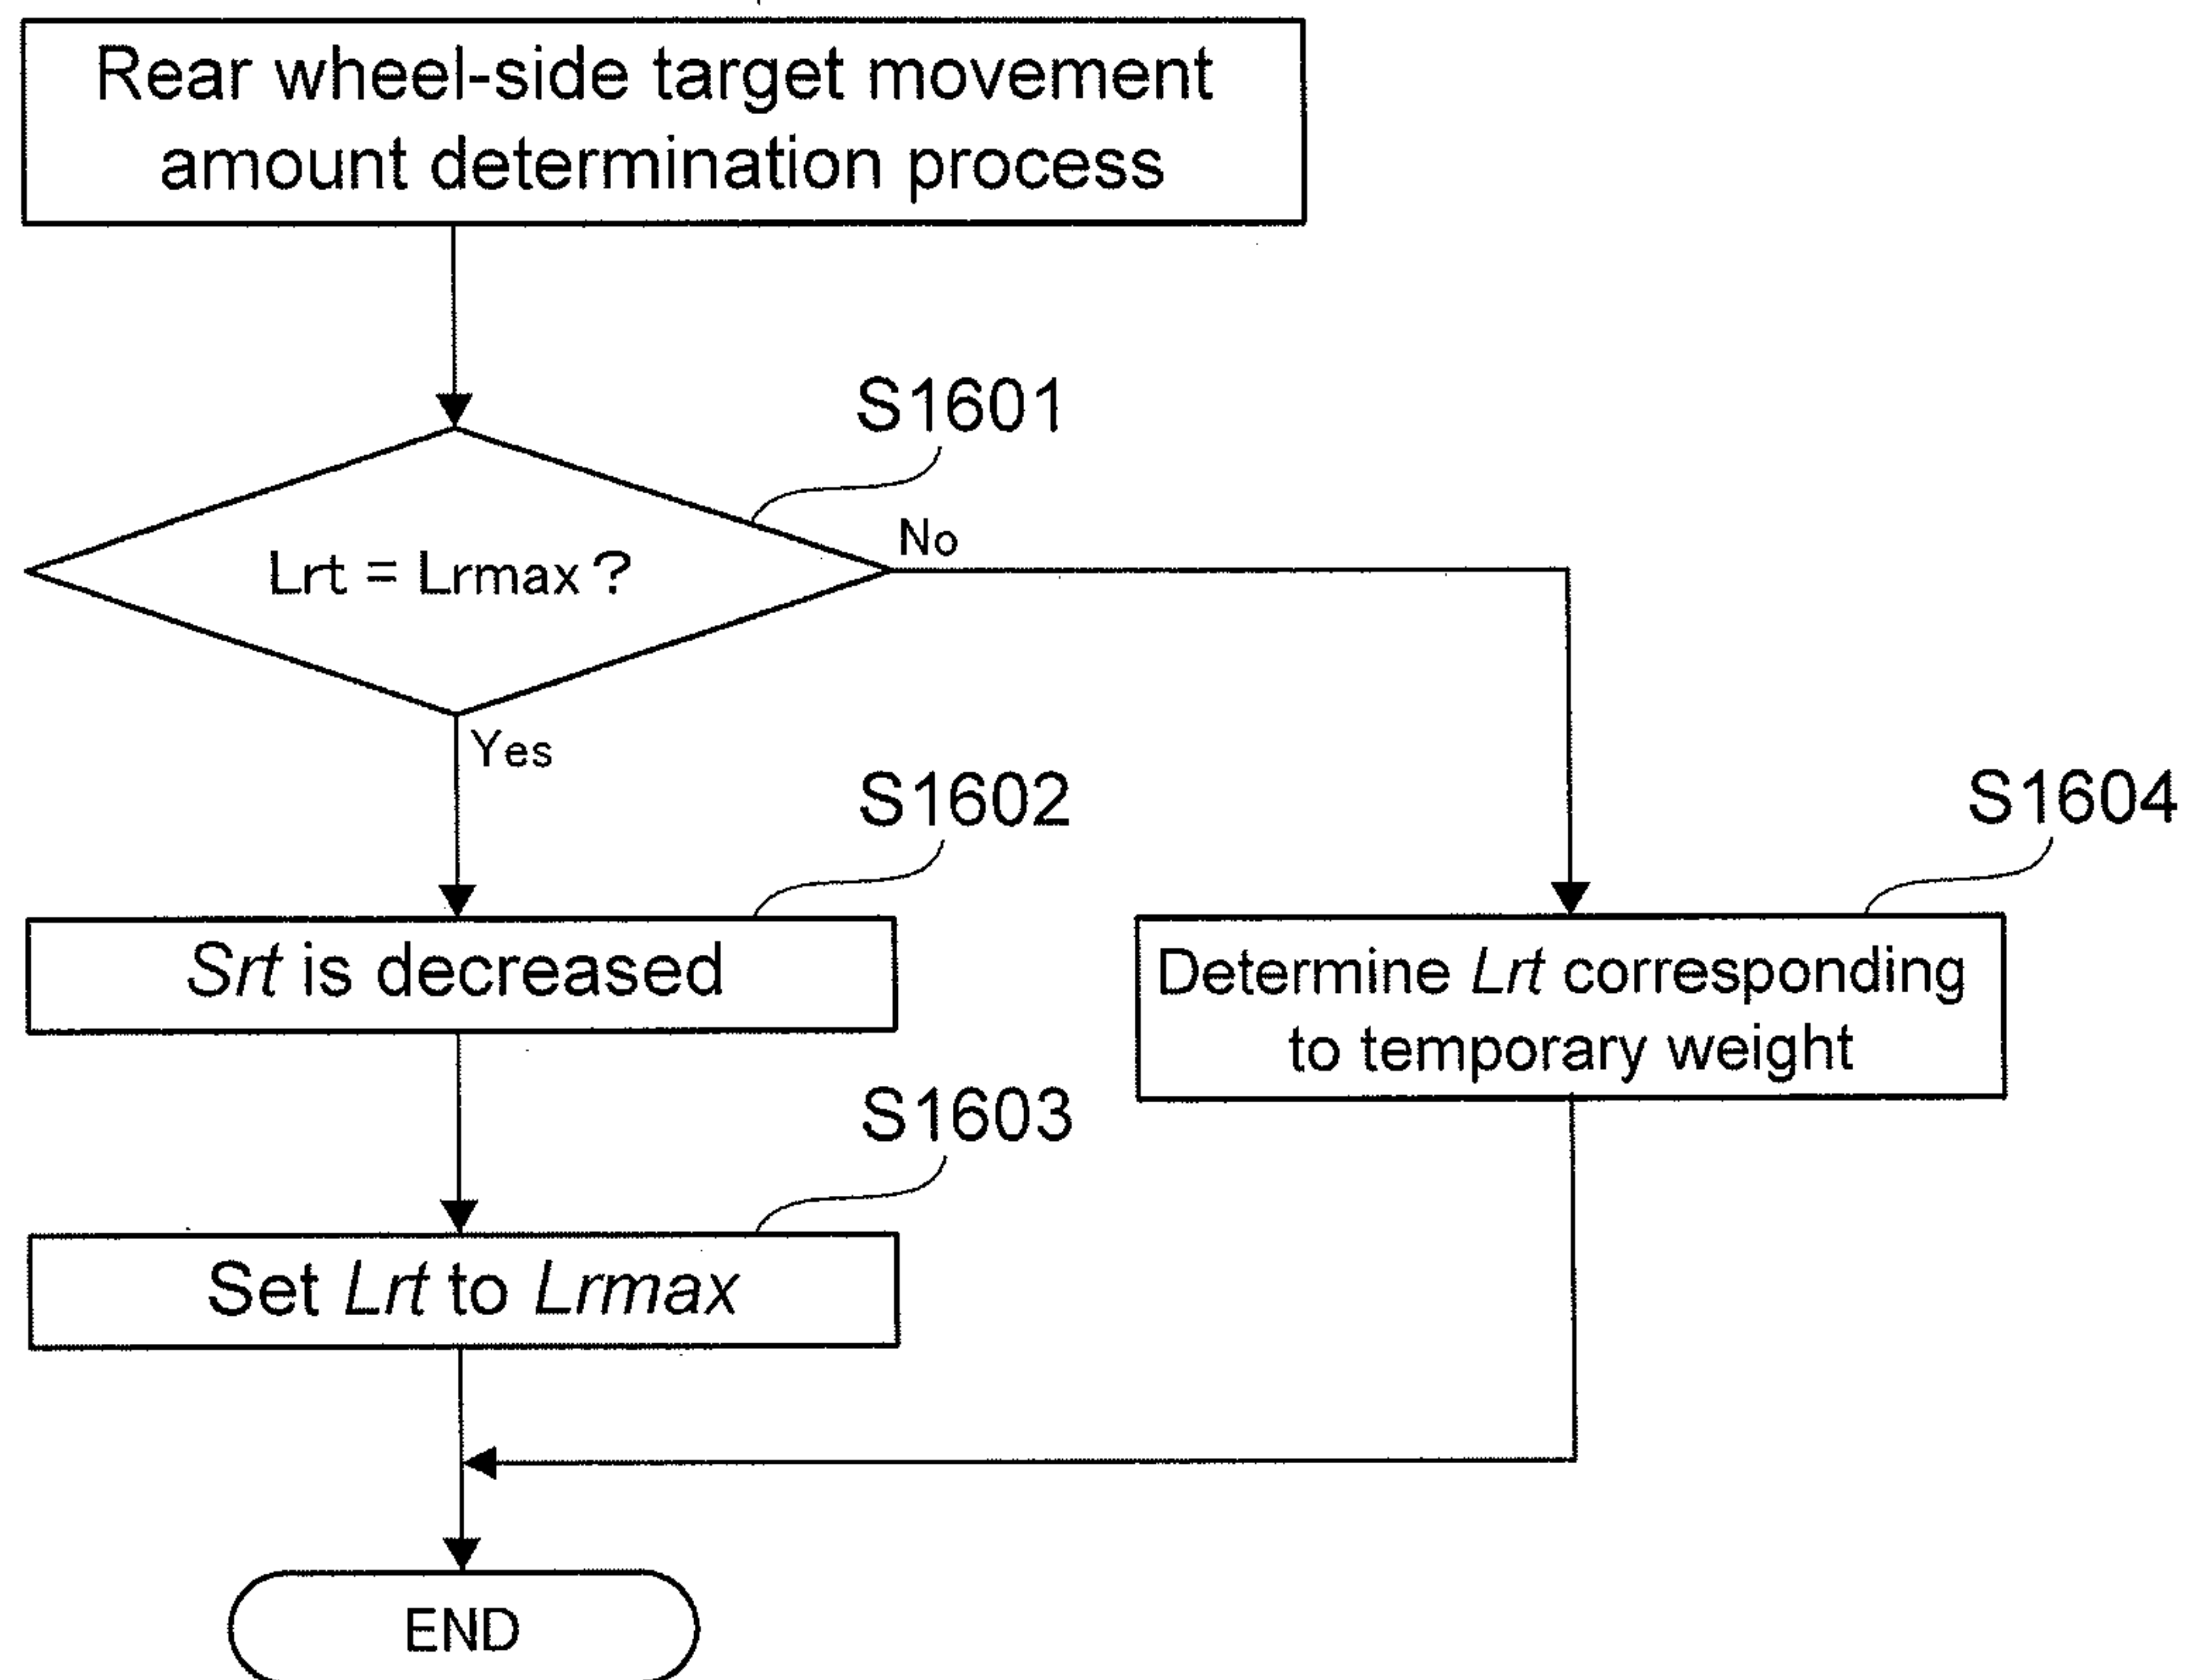 Rear wheel-side target movement
amount determination process
S1601
Lrt = Lrmax ?
No
Yes
S1602
Srt is decreased
S1604
Determine Lrt corresponding
to temporary weight
S1603
Set Lrt to Lrmax
END